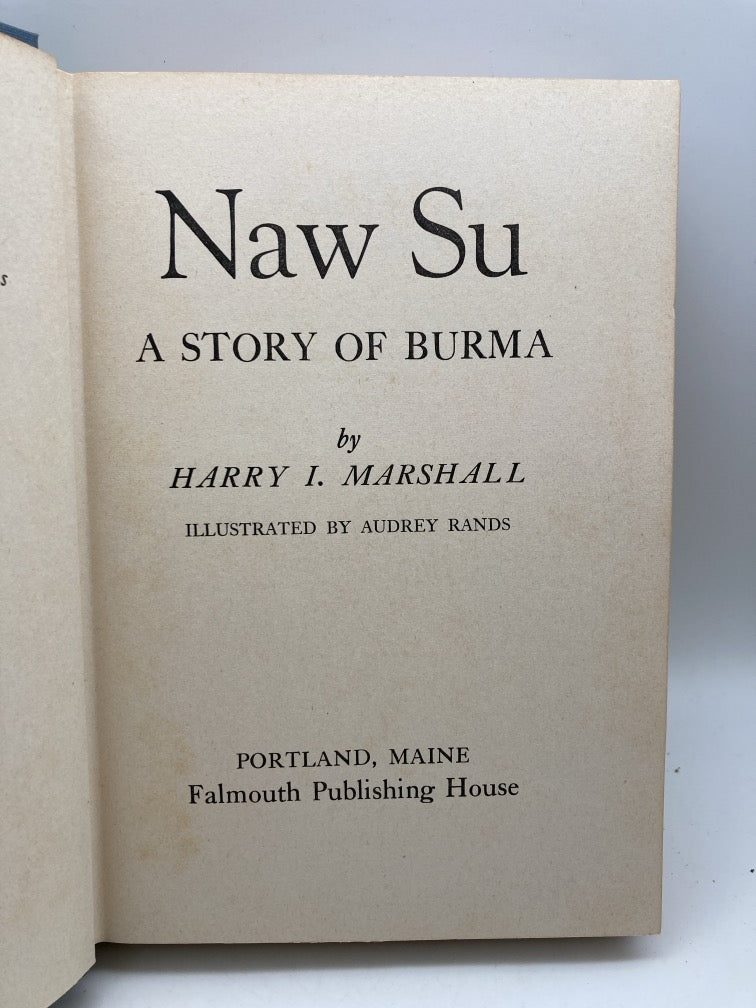 Naw Su
A STORY OF BURMA
by
HARRY I. MARSHALL
ILLUSTRATED BY AUDREY RANDS
PORTLAND, MAINE
Falmouth Publishing House